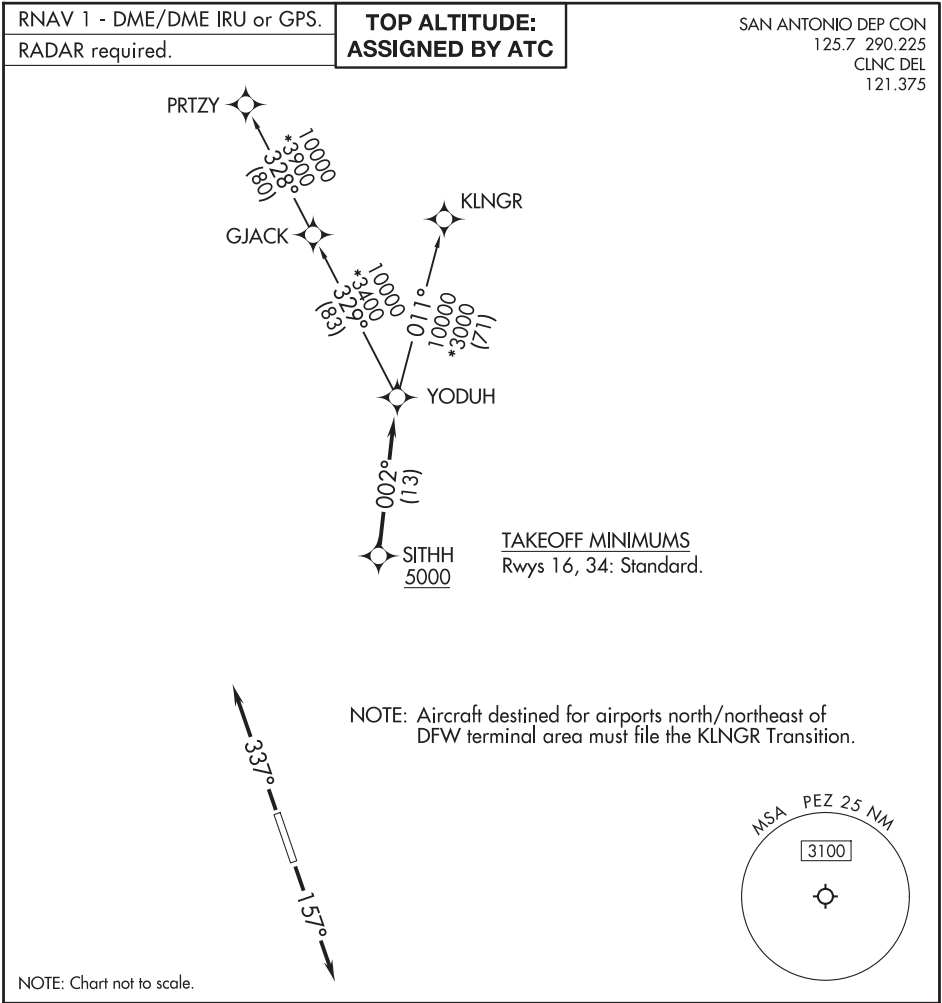 RNAV 1 - DME/DME IRU or GPS.
RADAR required.
TOP ALTITUDE:
ASSIGNED BY ATC
SAN ANTONIO DEP CON
125.7 290.225
CLNC DEL
121.375
PRTZY
10000
*3900
328°
(80)
GJACK
KLNGR
10000
*3400
329°
(83)
011°
10000
*3000
(71)
YODUH
002°
(13)
SITHH
5000
TAKEOFF MINIMUMS
Rwys 16, 34: Standard.
NOTE: Aircraft destined for airports north/northeast of
DFW terminal area must file the KLNGR Transition.
337°
157°
MSA PEZ 25 NM
3100
NOTE: Chart not to scale.